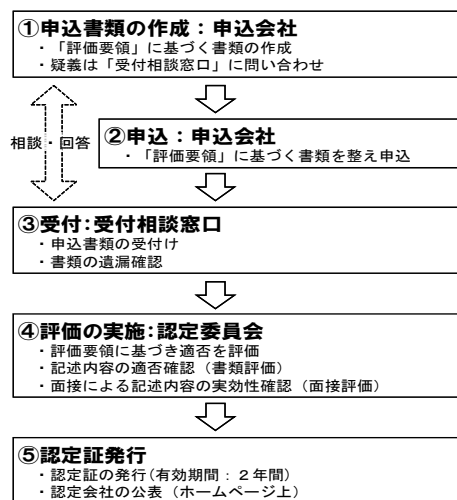 ①申込書類の作成：申込会社
・「評価要領」に基づく書類の作成
・疑義は「受付相談窓口」に問い合わせ
相談・回答
②申込：申込会社
・「評価要領」に基づく書類を整え申込
③受付:受付相談窓口
・申込書類の受付け
・書類の遺漏確認
④評価の実施:認定委員会
・評価要領に基づき適否を評価
・記述内容の適否確認（書類評価）
・面接による記述内容の実効性確認（面接評価）
⑤認定証発行
・認定証の発行(有効期間：２年間)
・認定会社の公表（ホームページ上）